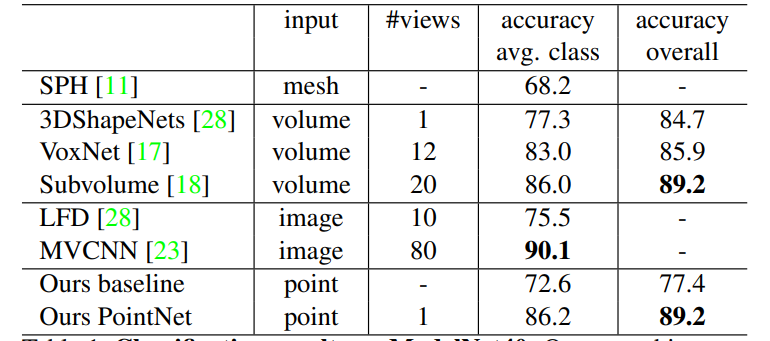 input #views accuracy accuracy
avg. class overall
SPH [11] mesh - 68.2 -
3DShapeNets [28] volume 1 77.3 84.7
VoxNet [17] volume 12 83.0 85.9
Subvolume [18] volume 20 86.0 89.2
LFD [28] image 10 75.5 -
MVCNN [23] image 80 90.1 -
Ours baseline point - 72.6 77.4
Ours PointNet point 1 86.2 89.2